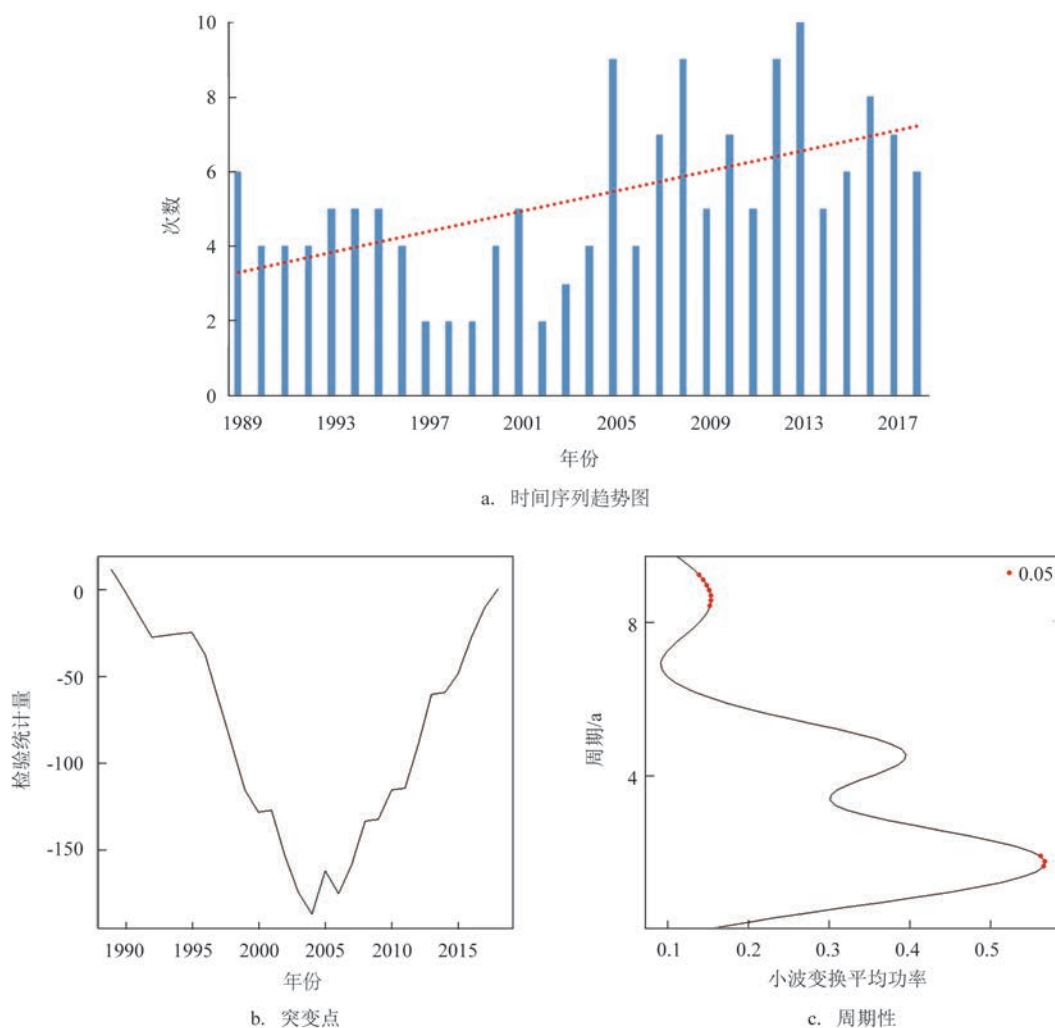 10
8
6
4
2
0
次数
1989 1993 1997 2001 2005 2009 2013 2017
年份
a. 时间序列趋势图
0
-50
-100
-150
检验统计量
1990 1995 2000 2005 2010 2015
年份
b. 突变点
0.05
8
4
周期/a
0.1 0.3 0.4 0.5
小波变换平均功率
c. 周期性